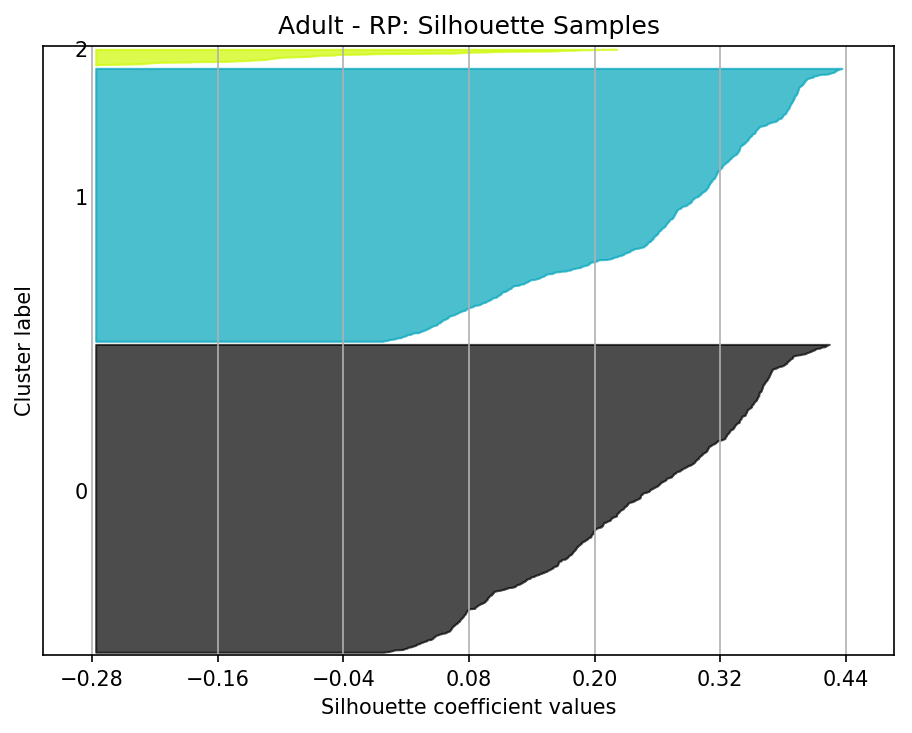 Adult - RP: Silhouette Samples
2
1
0
Cluster label
−0.28 −0.16 −0.04 0.08 0.20 0.32 0.44
Silhouette coefficient values